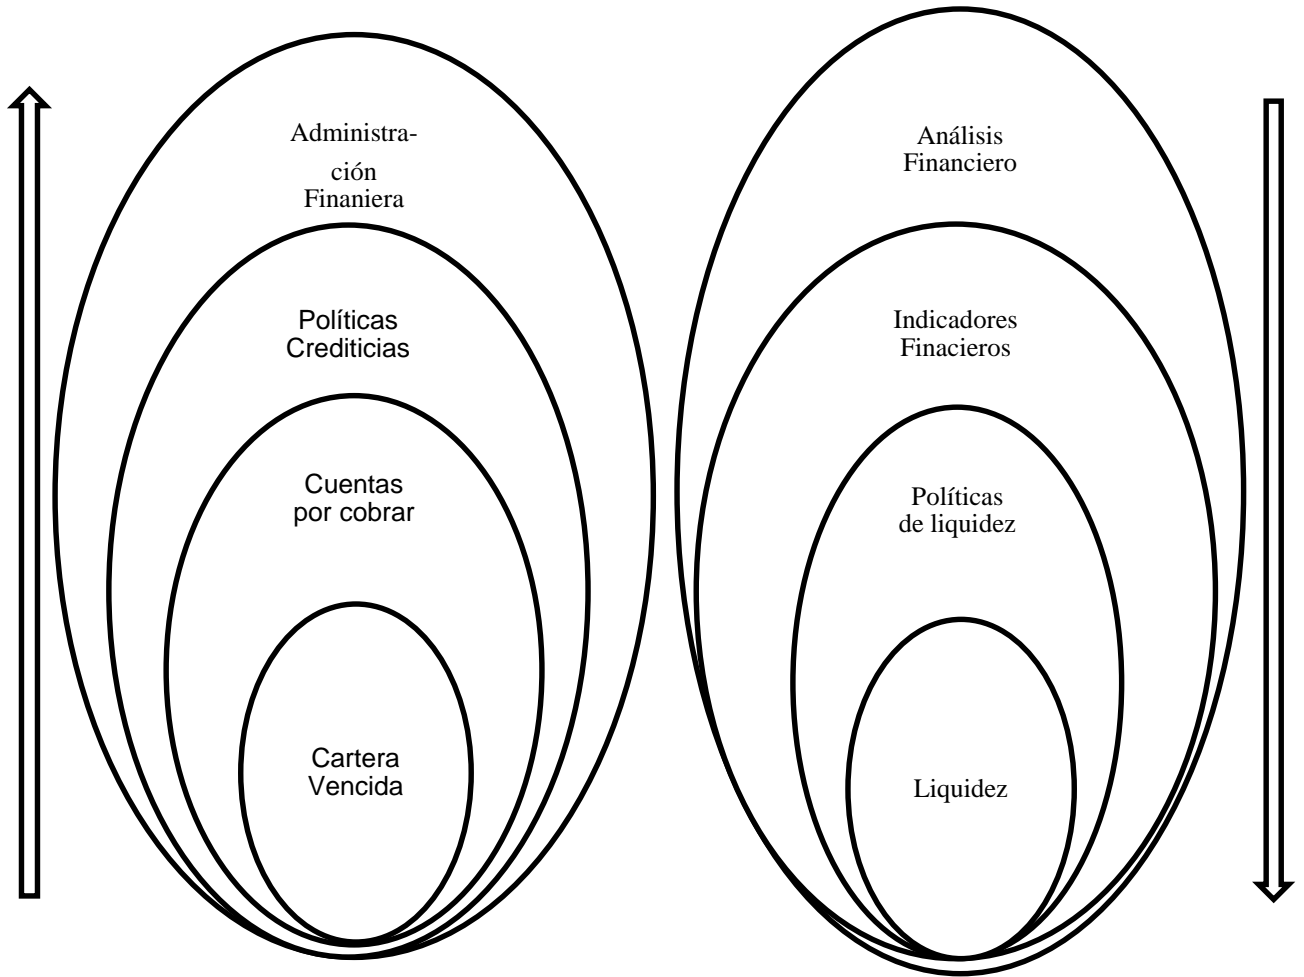 Administra-
ción
Finaniera
Políticas
Crediticias
Cuentas
por cobrar
Cartera
Vencida
Análisis
Financiero
Indicadores
Finacieros
Políticas
de liquidez
Liquidez